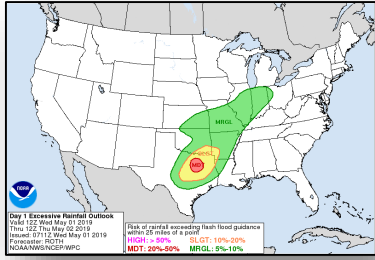 MRGL
MDT
NOAA
Day 1 Excessive Rainfall Outlook
Valid 12Z Wed May 01 2019
Thru 12Z Thu May 02 2019
Issued: 0711Z Wed May 01 2019
Forecaster: ROTH
NOAA/NWS/NCEP/WPC
Risk of rainfall exceeding flash flood guidance
within 25 miles of a point
HIGH: > 50% SLGT: 10%-20%
MDT: 20%-50% MRGL: 5%-10%